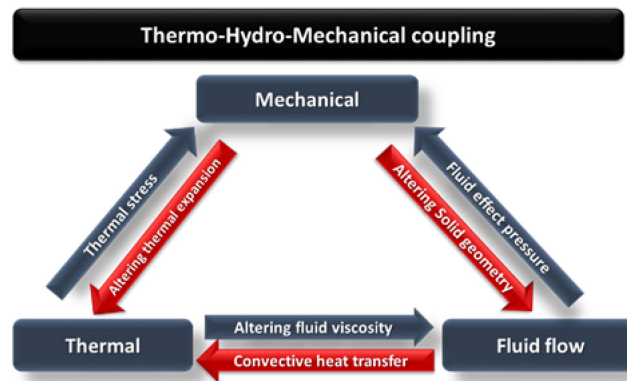 Thermo-Hydro-Mechanical coupling
Mechanical
Thermal stress
Altering thermal expansion
Altering Solid geometry
Fluid effect pressure
Thermal
Altering fluid viscosity
Convective heat transfer
Fluid flow